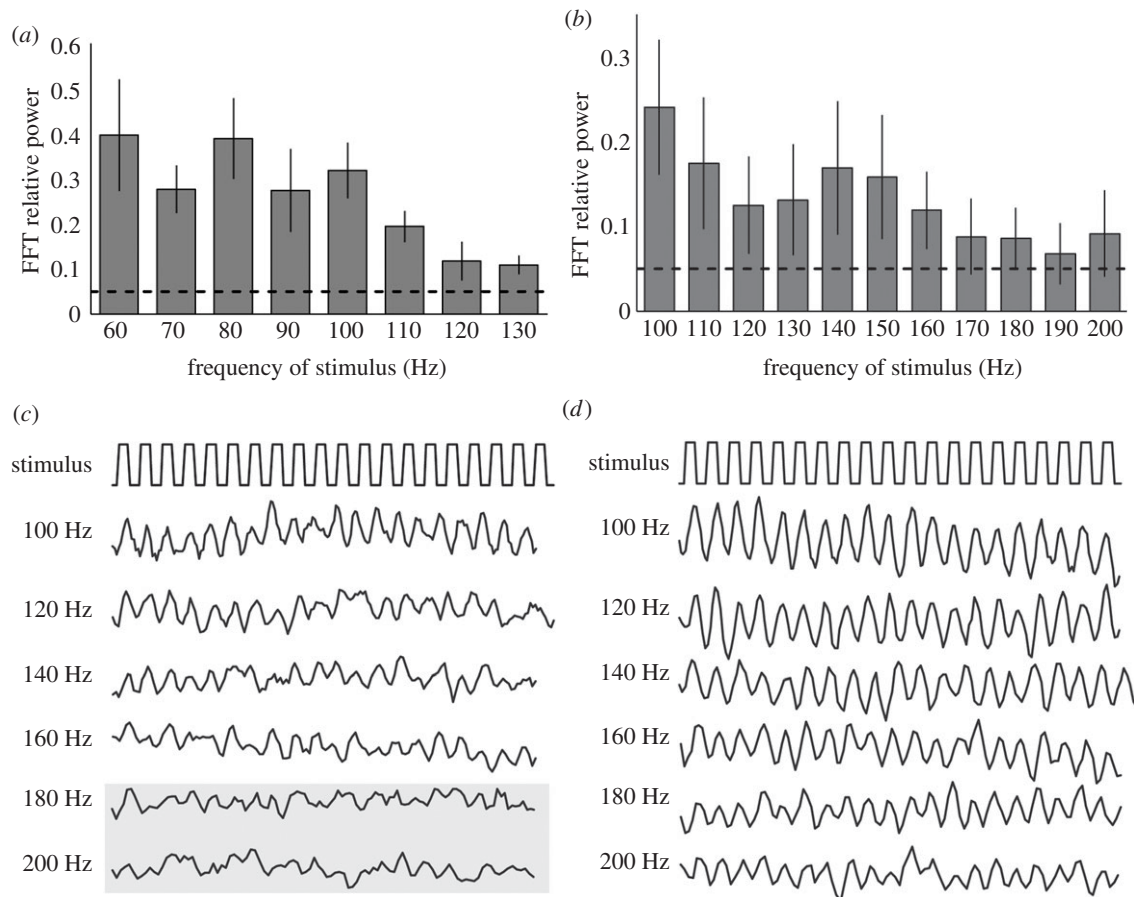 (a)
0.6
0.5
0.4
0.3
0.2
0.1
0
FFT relative power
60 70 80 90 100 110 120 130
frequency of stimulus (Hz)
(b)
0.3
0.2
0.1
0
FFT relative power
100 110 120 130 140 150 160 170 180 190 200
frequency of stimulus (Hz)
(c)
stimulus
100 Hz
120 Hz
140 Hz
160 Hz
180 Hz
200 Hz
(d)
stimulus
100 Hz
120 Hz
140 Hz
160 Hz
180 Hz
200 Hz